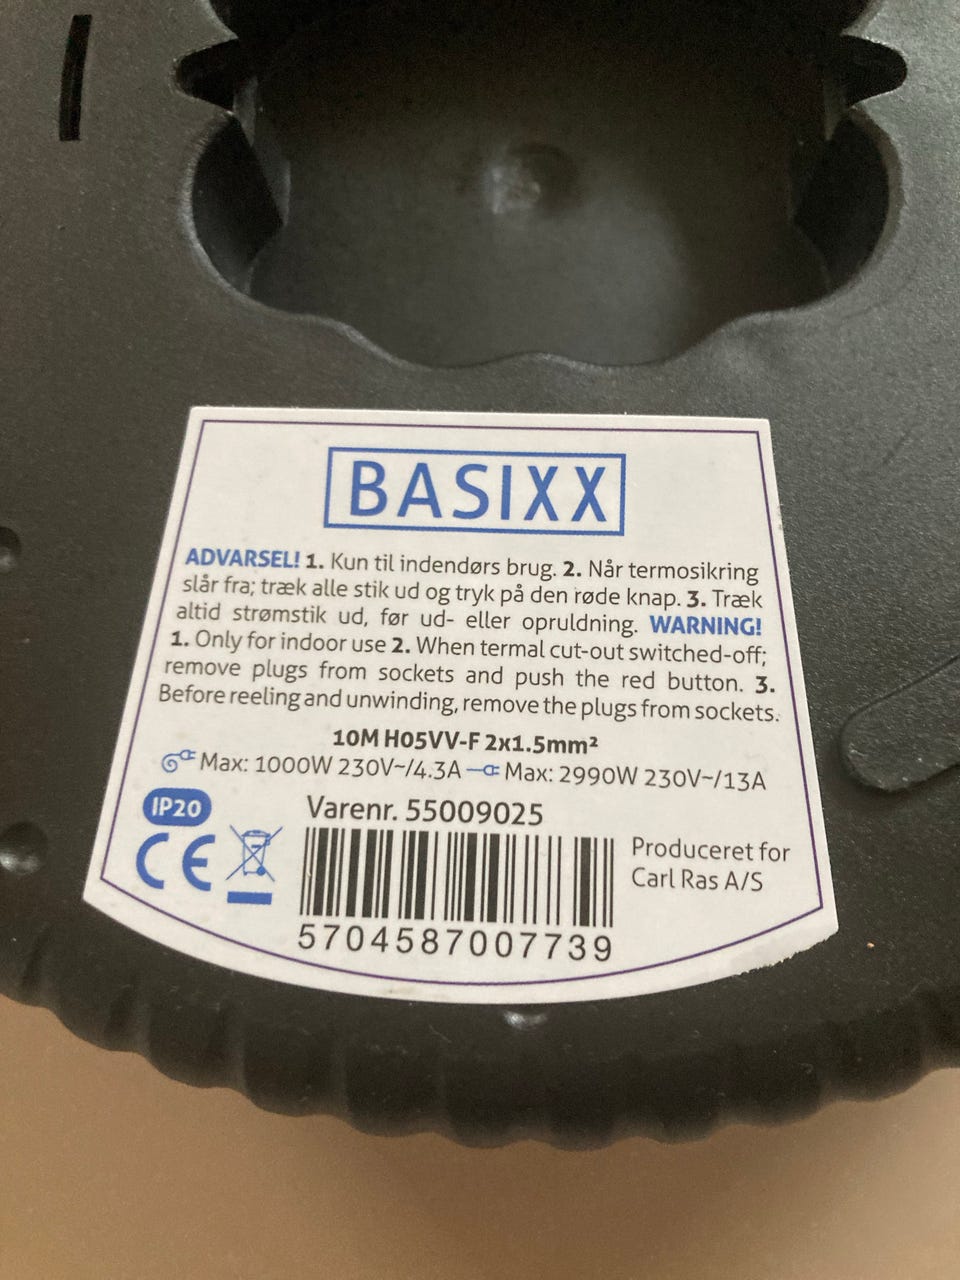 BASIXX
ADVARSEL! 1. Kun til indendørs brug. 2. Når termosikring
slår fra; træk alle stik ud og tryk på den røde knap. 3. Træk
altid strømstik ud, før ud- eller opruldning. WARNING!
1. Only for indoor use 2. When termal cut-out switched-off;
remove plugs from sockets and push the red button. 3.
Before reeling and unwinding, remove the plugs from sockets.
10M H05VV-F 2x1.5mm²
Max: 1000W 230V~/4.3A Max: 2990W 230V~/13A
IP20
Varenr. 55009025
CE
Produceret for
Carl Ras A/S
5704587007739